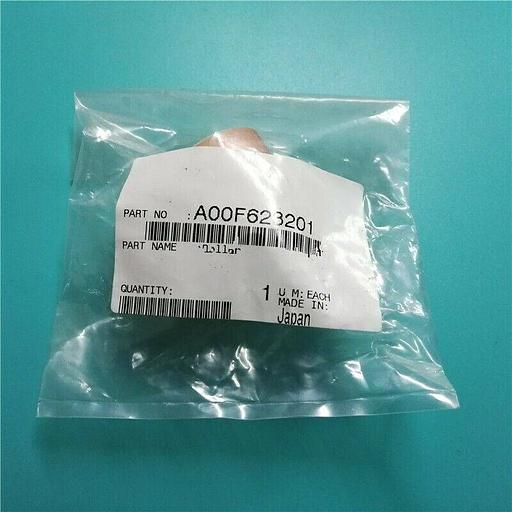 PART NO : A00F623201
PART NAME
QUANTITY: 1 U M: EACH
MADE IN:
Japan